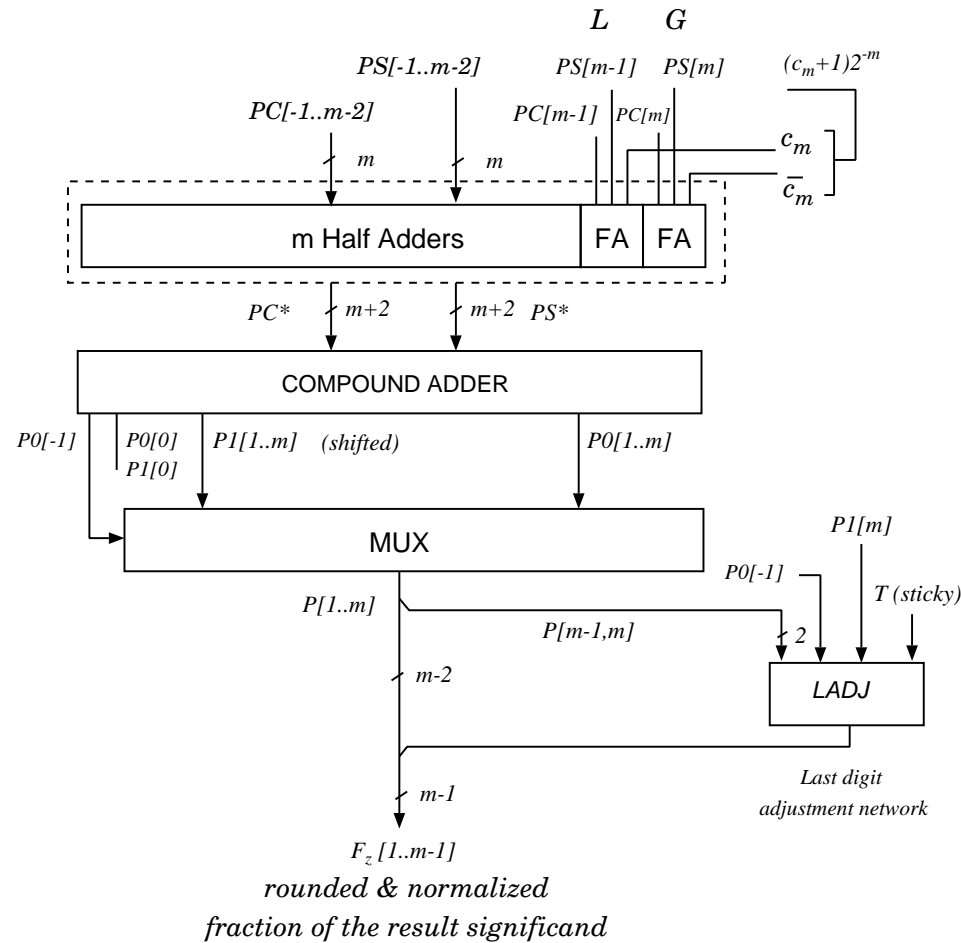 L G
PS[-1..m-2] PS[m-1] PS[m] (cₘ+1)2⁻ᵐ
PC[-1..m-2] PC[m-1] PC[m]
m m cₘ
c̅ₘ
m Half Adders FA FA
PC* m+2 m+2 PS*
COMPOUND ADDER
P0[-1] P0[0] P1[1..m] (shifted) P0[1..m]
P1[0]
MUX P1[m]
P0[-1]
T (sticky)
P[1..m]
P[m-1,m] 2
m-2 LADJ
Last digit
adjustment network
m-1
F_z [1..m-1]
rounded & normalized
fraction of the result significand